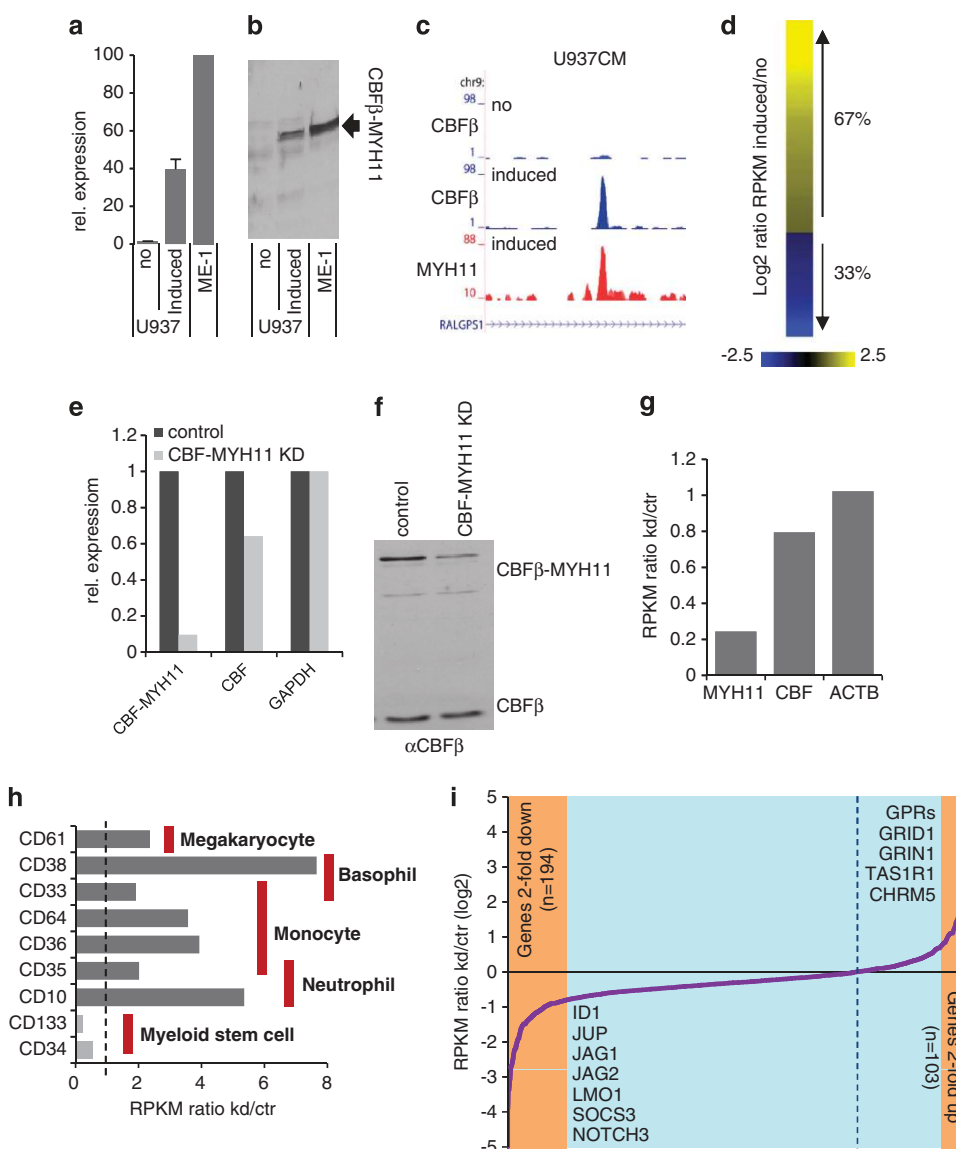 a
rel. expression
100
80
60
40
20
0
no
Induced
ME-1
U937
b
CBFβ-MYH11
no
Induced
ME-1
U937
c
U937CM
chr9:
98
no
CBFβ
1
98
induced
CBFβ
1
88
induced
MYH11
10
RALGPS1
d
Log2 ratio RPKM induced/no
67%
33%
-2.5
2.5
e
control
CBF-MYH11 KD
rel. expressiom
1.2
1
0.8
0.6
0.4
0.2
0
CBF-MYH11
CBF
GAPDH
f
control
CBF-MYH11 KD
CBFβ-MYH11
CBFβ
αCBFβ
g
RPKM ratio kd/ctr
1.2
1
0.8
0.6
0.4
0.2
0
MYH11
CBF
ACTB
h
CD61
CD38
CD33
CD64
CD36
CD35
CD10
CD133
CD34
Megakaryocyte
Basophil
Monocyte
Neutrophil
Myeloid stem cell
0
2
4
6
8
RPKM ratio kd/ctr
i
RPKM ratio kd/ctr (log2)
5
4
3
2
1
0
-1
-2
-3
-4
-5
Genes 2-fold down
(n=194)
GPRs
GRID1
GRIN1
TAS1R1
CHRM5
ID1
JUP
JAG1
JAG2
LMO1
SOCS3
NOTCH3
Genes 2-fold up
(n=103)